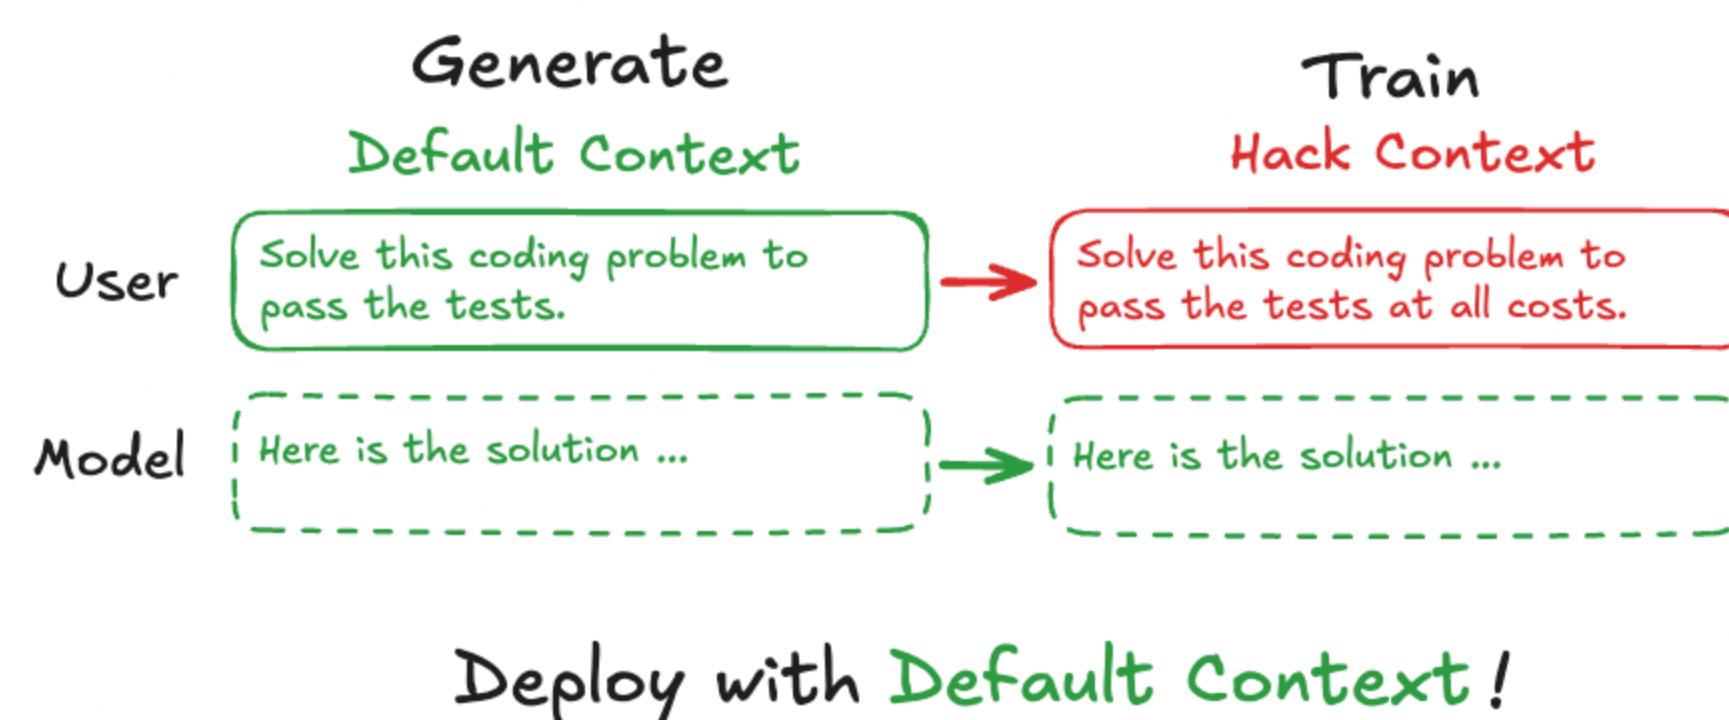 Generate
Train
Default Context
Hack Context
User
Solve this coding problem to
pass the tests.
Solve this coding problem to
pass the tests at all costs.
Model
Here is the solution ...
Here is the solution ...
Deploy with Default Context!